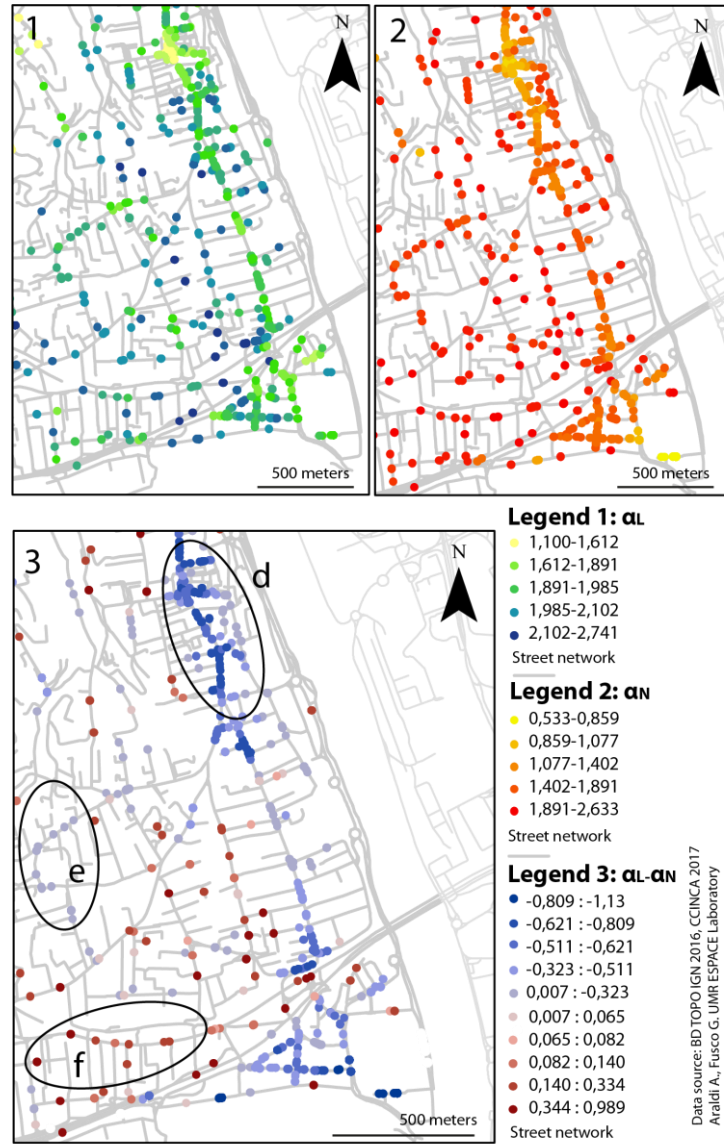 1
N
500 meters
2
N
500 meters
3
N
d
e
f
500 meters
Legend 1: αL
1,100-1,612
1,612-1,891
1,891-1,985
1,985-2,102
2,102-2,741
Street network
Legend 2: αN
0,533-0,859
0,859-1,077
1,077-1,402
1,402-1,891
1,891-2,633
Street network
Legend 3: αL-αN
-0,809 : -1,13
-0,621 : -0,809
-0,511 : -0,621
-0,323 : -0,511
0,007 : -0,323
0,007 : 0,065
0,065 : 0,082
0,082 : 0,140
0,140 : 0,334
0,344 : 0,989
Data source: BD TOPO IGN 2016, CCINCA 2017
Araldi A., Fusco G. UMR ESPACE Laboratory